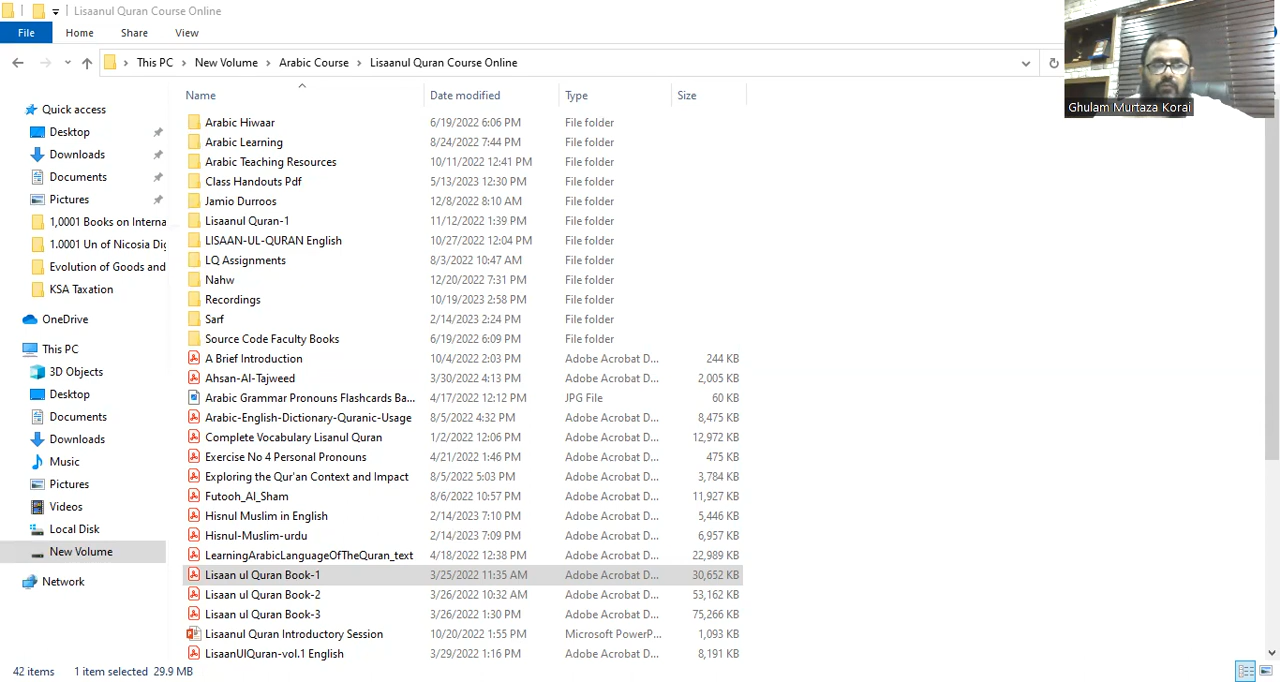 Lisaanul Quran Course Online
File Home Share View
This PC New Volume Arabic Course Lisaanul Quran Course Online
Name Date modified Type Size
Quick access
Desktop
Downloads
Documents
Pictures
1,0001 Books on Interna
1.0001 Un of Nicosia Dig
Evolution of Goods and
KSA Taxation
OneDrive
This PC
3D Objects
Desktop
Documents
Downloads
Music
Pictures
Videos
Local Disk
New Volume
Network
Arabic Hiwaar 6/19/2022 6:06 PM File folder
Arabic Learning 8/24/2022 7:44 PM File folder
Arabic Teaching Resources 10/11/2022 12:41 PM File folder
Class Handouts Pdf 5/13/2023 12:30 PM File folder
Jamio Durroos 12/8/2022 8:10 AM File folder
Lisaanul Quran-1 11/12/2022 1:39 PM File folder
LISAAN-UL-QURAN English 10/27/2022 12:04 PM File folder
LQ Assignments 8/3/2022 10:47 AM File folder
Nahw 12/20/2022 7:31 PM File folder
Recordings 10/19/2023 2:58 PM File folder
Sarf 2/14/2023 2:24 PM File folder
Source Code Faculty Books 6/19/2022 6:09 PM File folder
A Brief Introduction 10/4/2022 2:03 PM Adobe Acrobat D... 244 KB
Ahsan-Al-Tajweed 3/30/2022 4:13 PM Adobe Acrobat D... 2,005 KB
Arabic Grammar Pronouns Flashcards Ba... 4/17/2022 12:12 PM JPG File 60 KB
Arabic-English-Dictionary-Quranic-Usage 8/5/2022 4:32 PM Adobe Acrobat D... 8,475 KB
Complete Vocabulary Lisanul Quran 1/2/2022 12:06 PM Adobe Acrobat D... 12,972 KB
Exercise No 4 Personal Pronouns 4/21/2022 1:46 PM Adobe Acrobat D... 475 KB
Exploring the Qur'an Context and Impact 8/5/2022 5:03 PM Adobe Acrobat D... 3,784 KB
Futooh_Al_Sham 8/6/2022 10:57 PM Adobe Acrobat D... 11,927 KB
Hisnul Muslim in English 2/14/2023 7:10 PM Adobe Acrobat D... 5,446 KB
Hisnul-Muslim-urdu 2/14/2023 7:09 PM Adobe Acrobat D... 6,957 KB
LearningArabicLanguageOfTheQuran_text 4/18/2022 12:38 PM Adobe Acrobat D... 22,989 KB
Lisaan ul Quran Book-1 3/25/2022 11:35 AM Adobe Acrobat D... 30,652 KB
Lisaan ul Quran Book-2 3/26/2022 10:32 AM Adobe Acrobat D... 53,162 KB
Lisaan ul Quran Book-3 3/26/2022 1:30 PM Adobe Acrobat D... 75,266 KB
Lisaanul Quran Introductory Session 10/20/2022 1:55 PM Microsoft PowerP... 1,093 KB
LisaanUlQuran-vol.1 English 3/29/2022 1:16 PM Adobe Acrobat D... 8,191 KB
42 items 1 item selected 29.9 MB
Ghulam Murtaza Korai